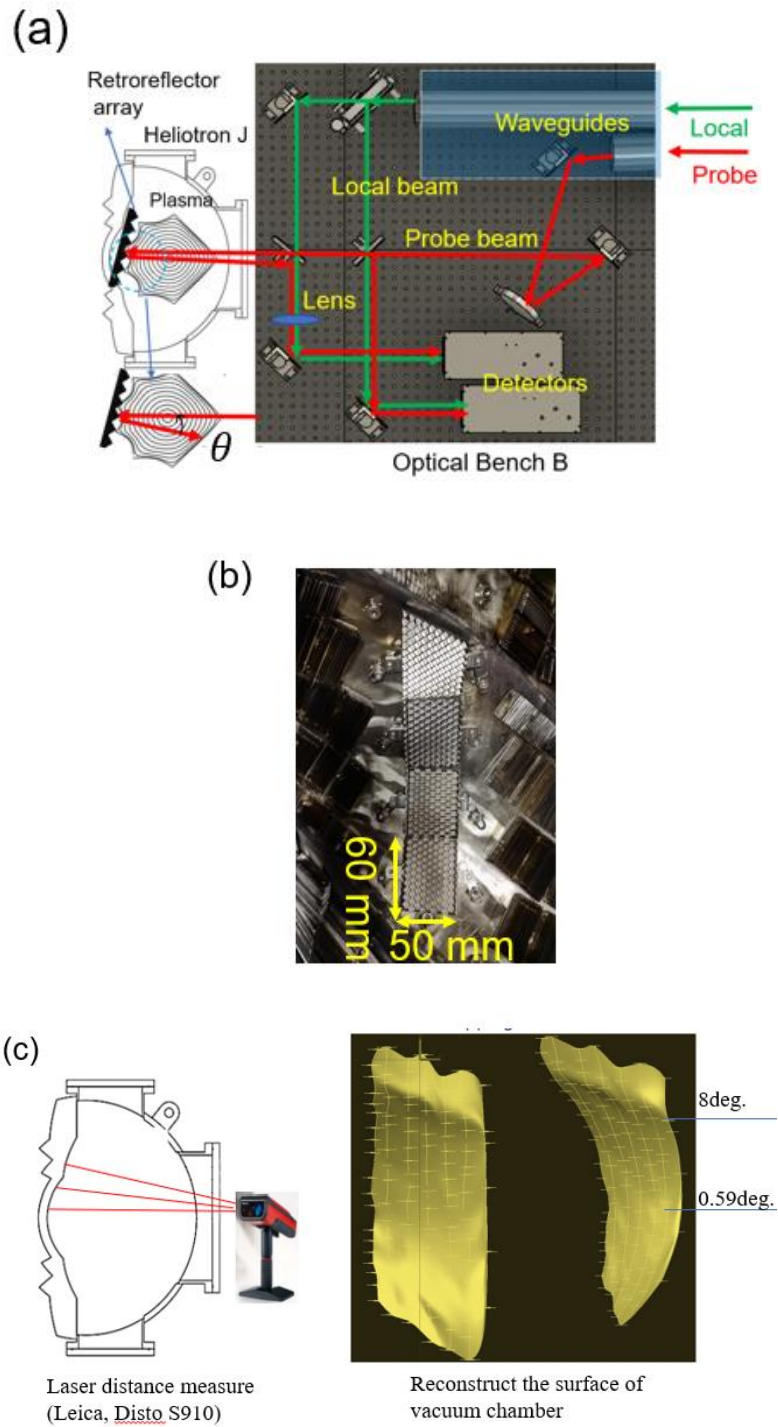 (a)
Retroreflector
array
Heliotron J
Plasma
Waveguides
Local
Probe
Local beam
Probe beam
Lens
Detectors
θ
Optical Bench B
(b)
60 mm
50 mm
(c)
8deg.
0.59deg.
Laser distance measure
(Leica, Disto S910)
Reconstruct the surface of
vacuum chamber